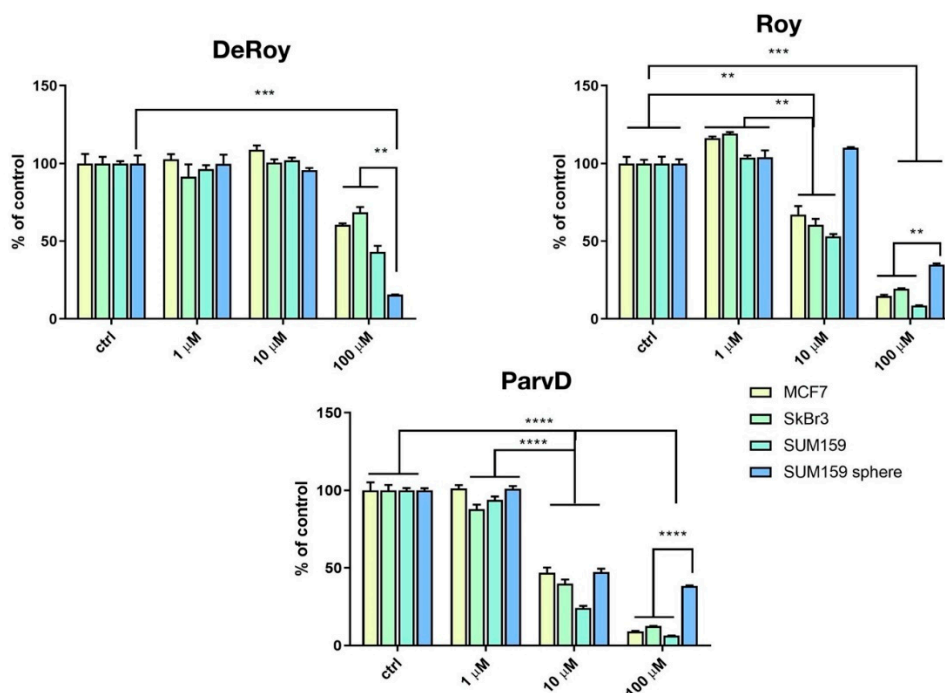 DeRoy
150
100
50
0
% of control
***
**
ctrl
1 μM
10 μM
100 μM
Roy
150
100
50
0
% of control
***
**
**
**
ctrl
1 μM
10 μM
100 μM
ParvD
150
100
50
0
% of control
****
****
****
ctrl
1 μM
10 μM
100 μM
MCF7
SkBr3
SUM159
SUM159 sphere